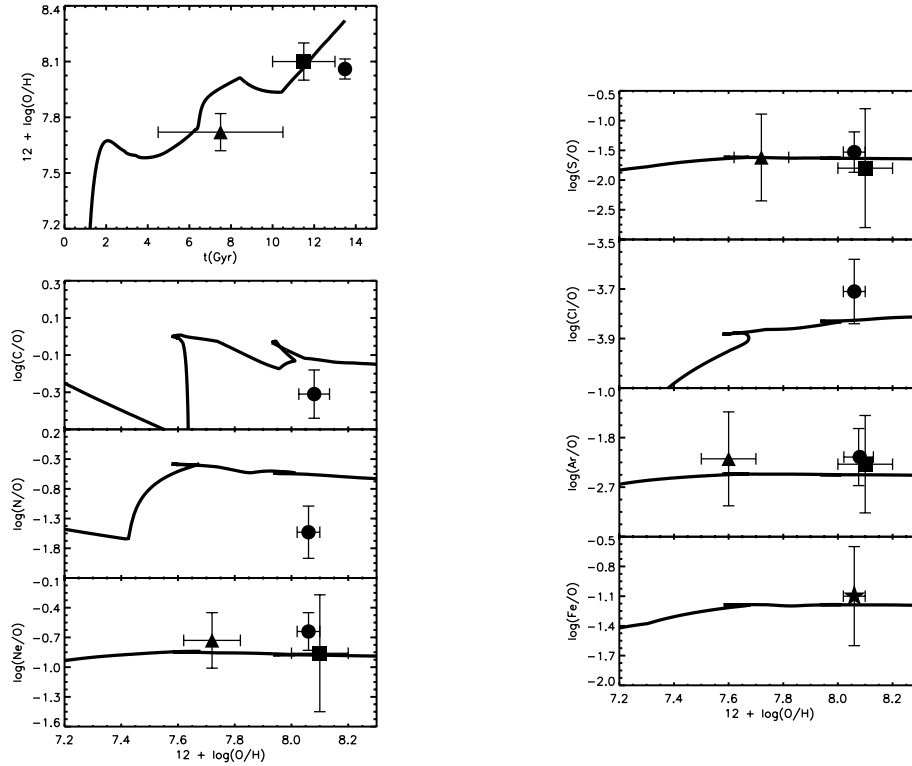 8.4
8.1
7.8
7.5
7.2
12 + log(O/H)
0 2 4 6 8 10 12 14
t(Gyr)
0.3
0.1
−0.1
−0.3
log(C/O)
0.2
−0.3
−0.8
−1.3
−1.8
log(N/O)
−0.1
−0.7
−1.0
−1.3
−1.6
log(Ne/O)
7.2 7.4 7.6 7.8 8.0 8.2
12 + log(O/H)
−0.5
−1.0
−1.5
−2.0
−2.5
log(S/O)
−3.5
−3.7
−3.9
log(Cl/O)
−1.0
−1.8
−2.7
log(Ar/O)
−0.5
−0.8
−1.1
−1.4
−1.7
−2.0
log(Fe/O)
7.2 7.4 7.6 7.8 8.0 8.2
12 + log(O/H)